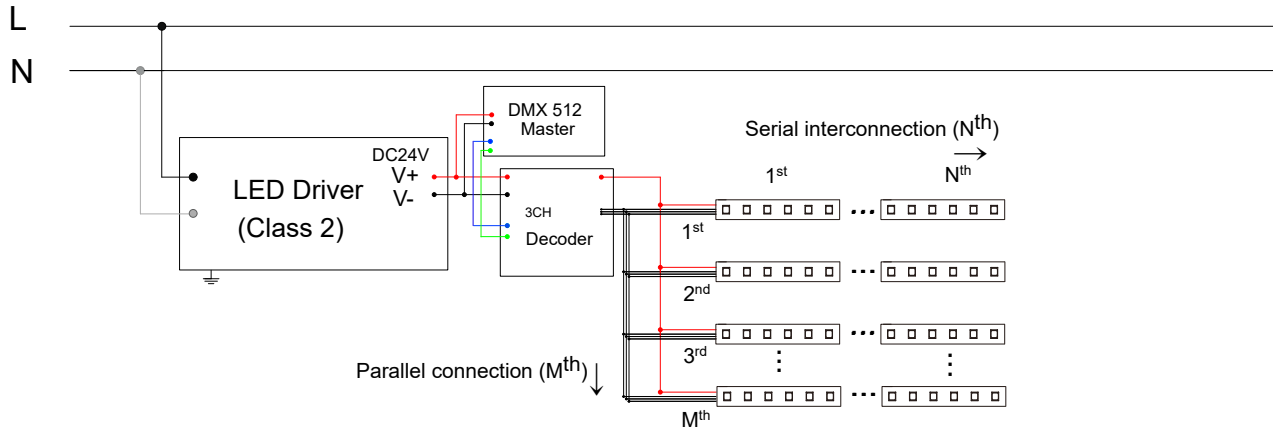 L
N
DMX 512
Master
Serial interconnection (Nth)
1st
Nth
DC24V
V+
V-
LED Driver
(Class 2)
3CH
Decoder
1st
2nd
3rd
Mth
Parallel connection (Mth)